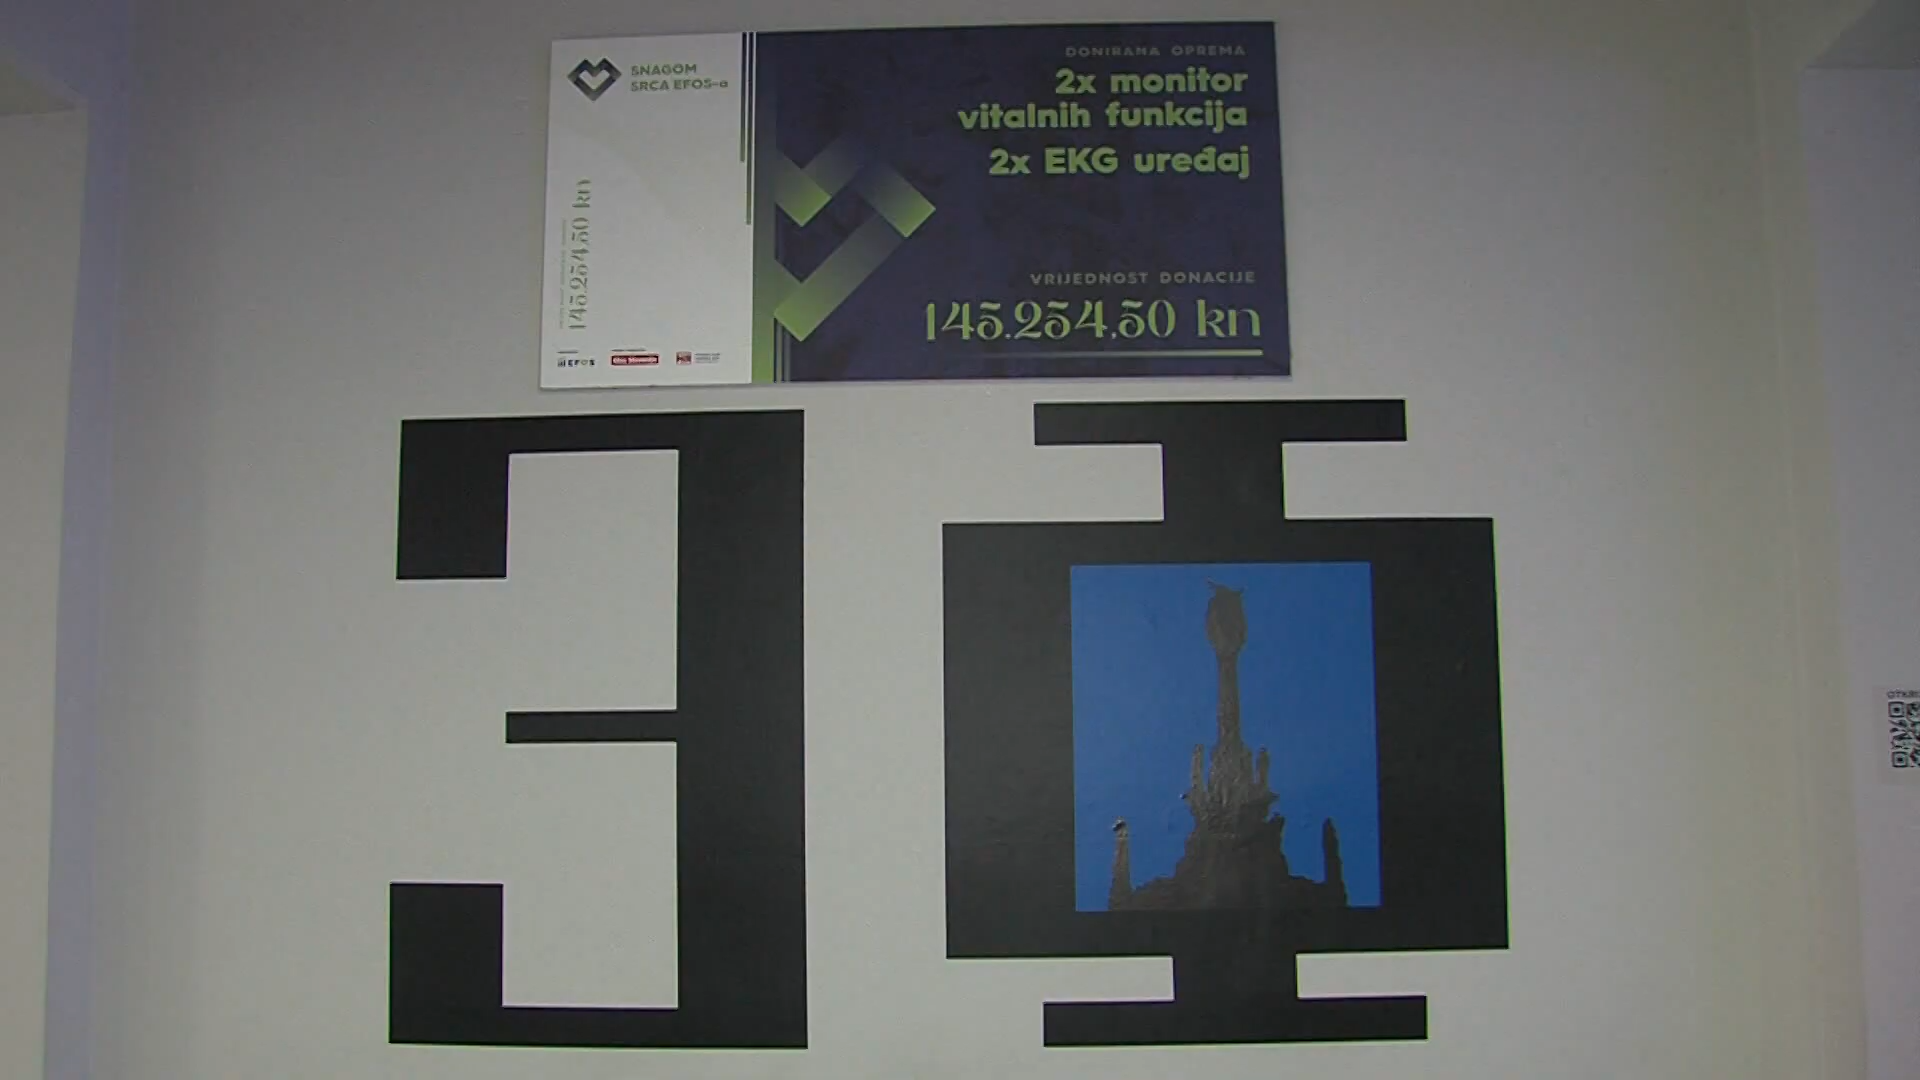 SNAGOM
SRCA EFOS-a
145.254,50 kn
EFOS
DONIRANA OPREMA
2x monitor
vitalnih funkcija
2x EKG uređaj
VRIJEDNOST DONACIJE
145.254,50 kn
ЭФ